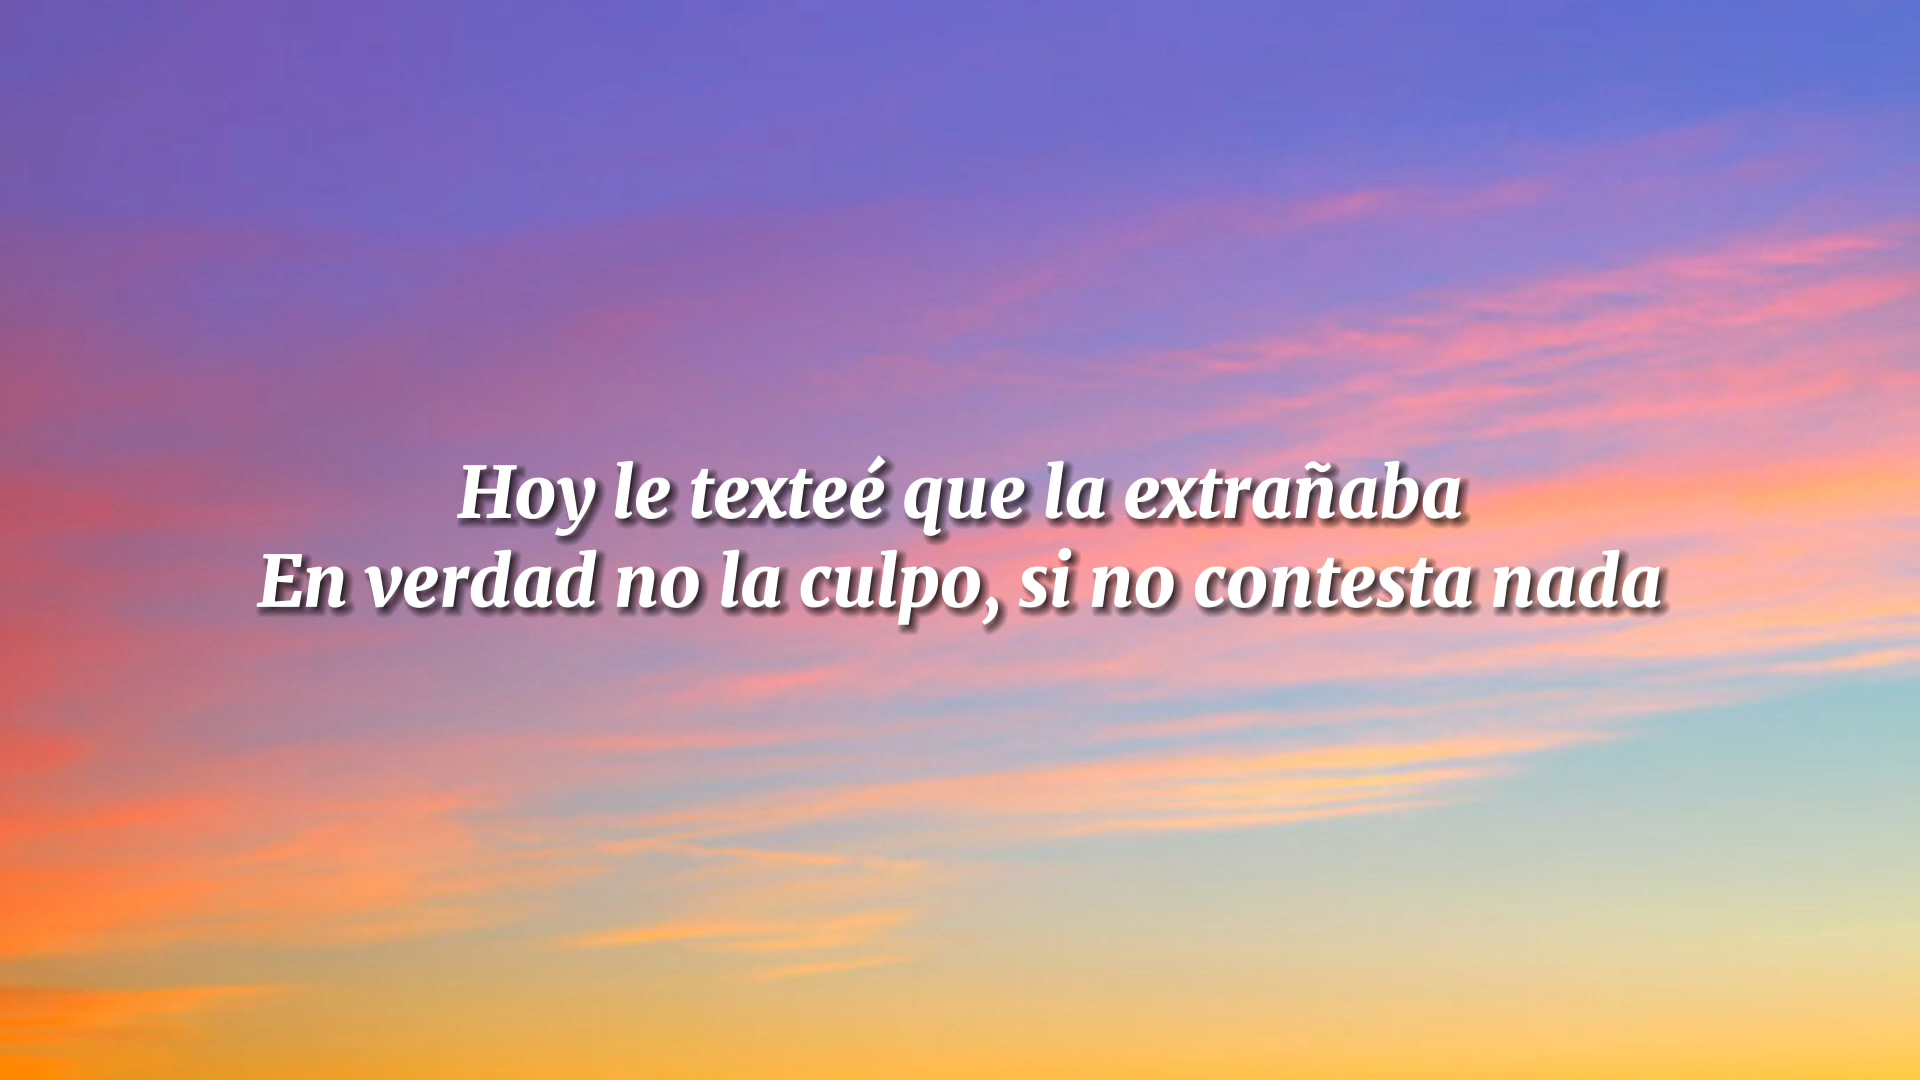 Hoy le texteé que la extrañaba
En verdad no la culpo, si no contesta nada